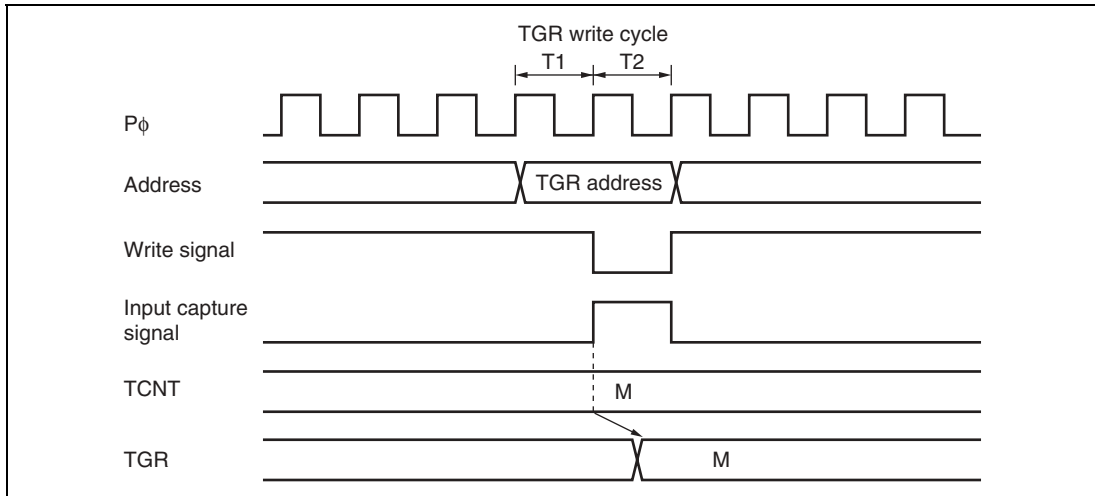 TGR write cycle
T1 T2
Pϕ
Address TGR address
Write signal
Input capture
signal
TCNT M
TGR M